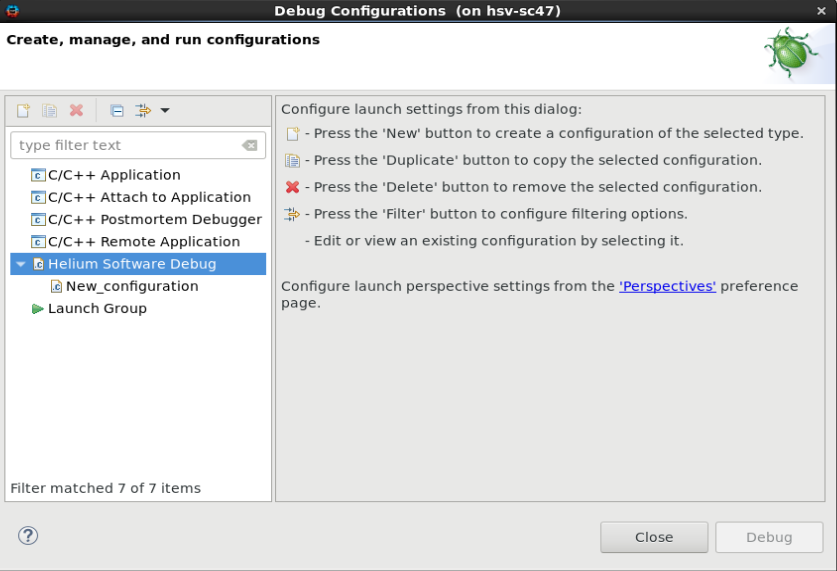 Debug Configurations (on hsv-sc47)
Create, manage, and run configurations
type filter text
C/C++ Application
C/C++ Attach to Application
C/C++ Postmortem Debugger
C/C++ Remote Application
Helium Software Debug
New_configuration
Launch Group
Filter matched 7 of 7 items
Configure launch settings from this dialog:
- Press the 'New' button to create a configuration of the selected type.
- Press the 'Duplicate' button to copy the selected configuration.
- Press the 'Delete' button to remove the selected configuration.
- Press the 'Filter' button to configure filtering options.
- Edit or view an existing configuration by selecting it.
Configure launch perspective settings from the 'Perspectives' preference
page.
Close
Debug